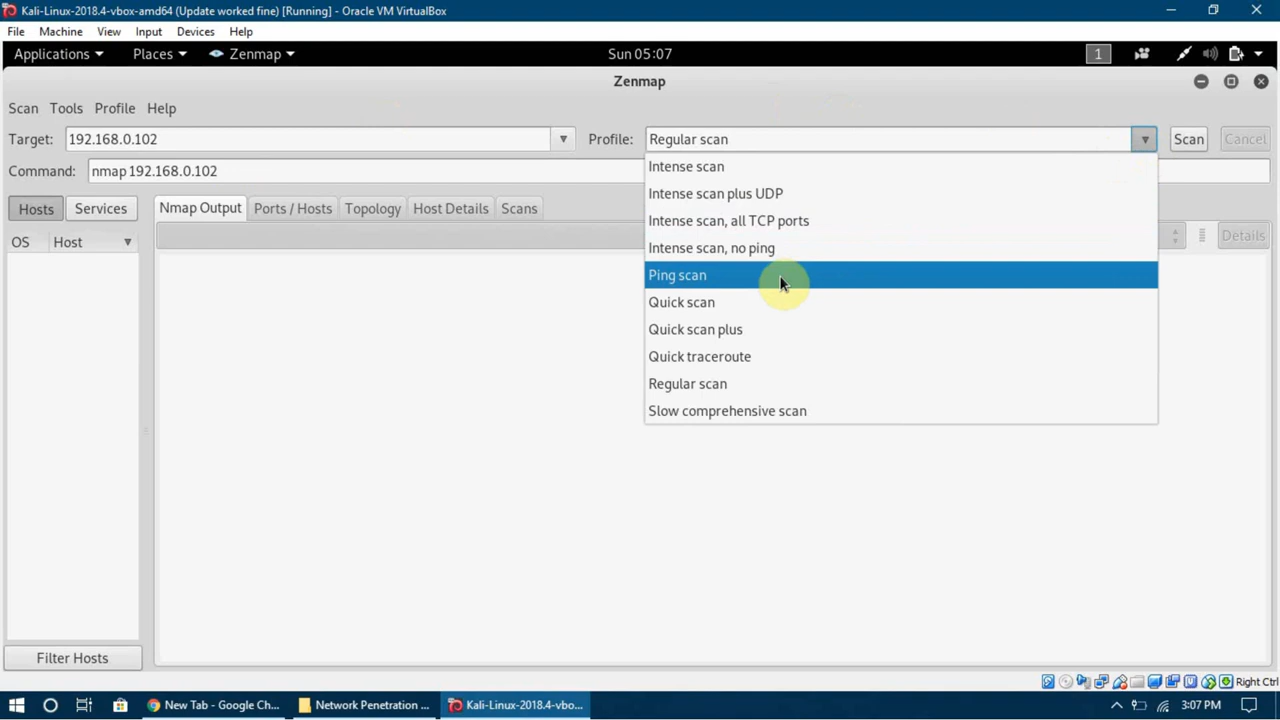 Kali-Linux-2018.4-vbox-amd64 (Update worked fine) [Running] - Oracle VM VirtualBox
File Machine View Input Devices Help
Applications Places Zenmap Sun 05:07 1
Zenmap
Scan Tools Profile Help
Target: 192.168.0.102 Profile: Regular scan Scan Cancel
Command: nmap 192.168.0.102
Intense scan
Intense scan plus UDP
Intense scan, all TCP ports
Intense scan, no ping
Ping scan
Quick scan
Quick scan plus
Quick traceroute
Regular scan
Slow comprehensive scan
Hosts Services Nmap Output Ports / Hosts Topology Host Details Scans
OS Host Details
Filter Hosts
Right Ctrl
New Tab - Google Ch... Network Penetration ... Kali-Linux-2018.4-vbo... 3:07 PM